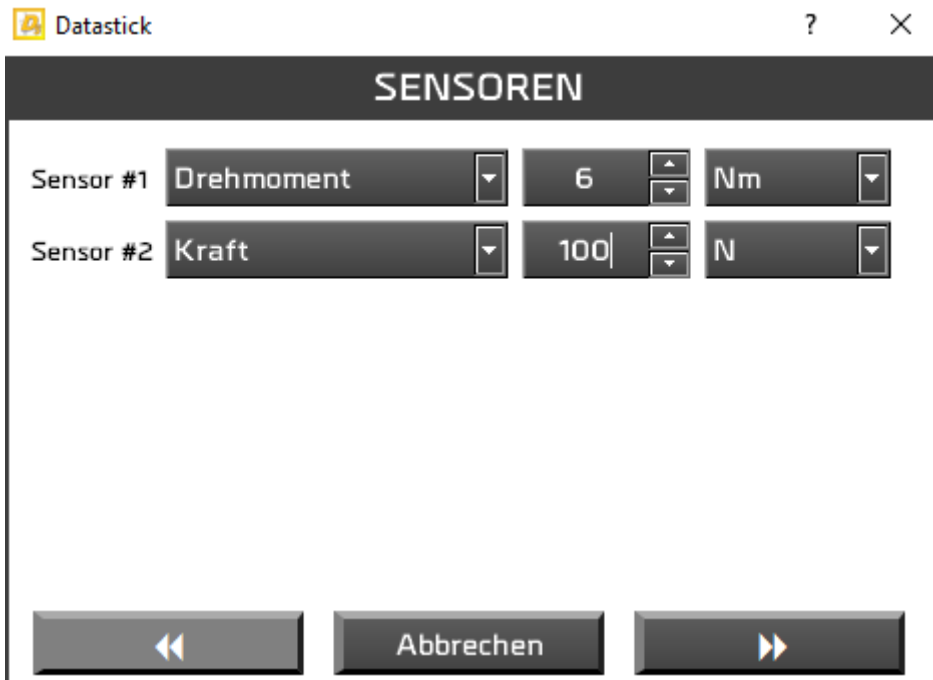 Datastick ?
SENSOREN
Sensor #1 Drehmoment 6 Nm
Sensor #2 Kraft 100 N
Abbrechen